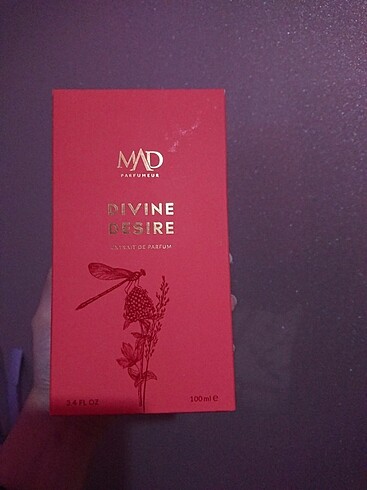 MAD
PARFUMEUR
DIVINE
DESIRE
EXTRAIT DE PARFUM
3.4 FL OZ
100 ml ℮